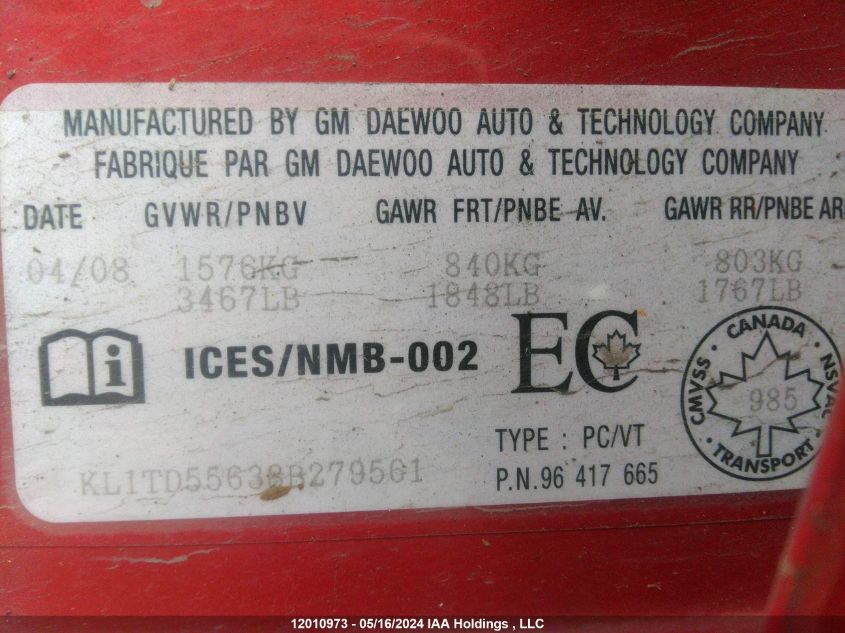 MANUFACTURED BY GM DAEWOO AUTO & TECHNOLOGY COMPANY
FABRIQUE PAR GM DAEWOO AUTO & TECHNOLOGY COMPANY
DATE GVWR/PNBV GAWR FRT/PNBE AV. GAWR RR/PNBE AR
04/08 1576KG 840KG 803KG
3467LB 1848LB 1767LB
i ICES/NMB-002 EC
CANADA
CMVSS 985 NSVAC
TRANSPORT
TYPE : PC/VT
KL1TD55638B279561 P.N.96 417 665
12010973 - 05/16/2024 IAA Holdings , LLC